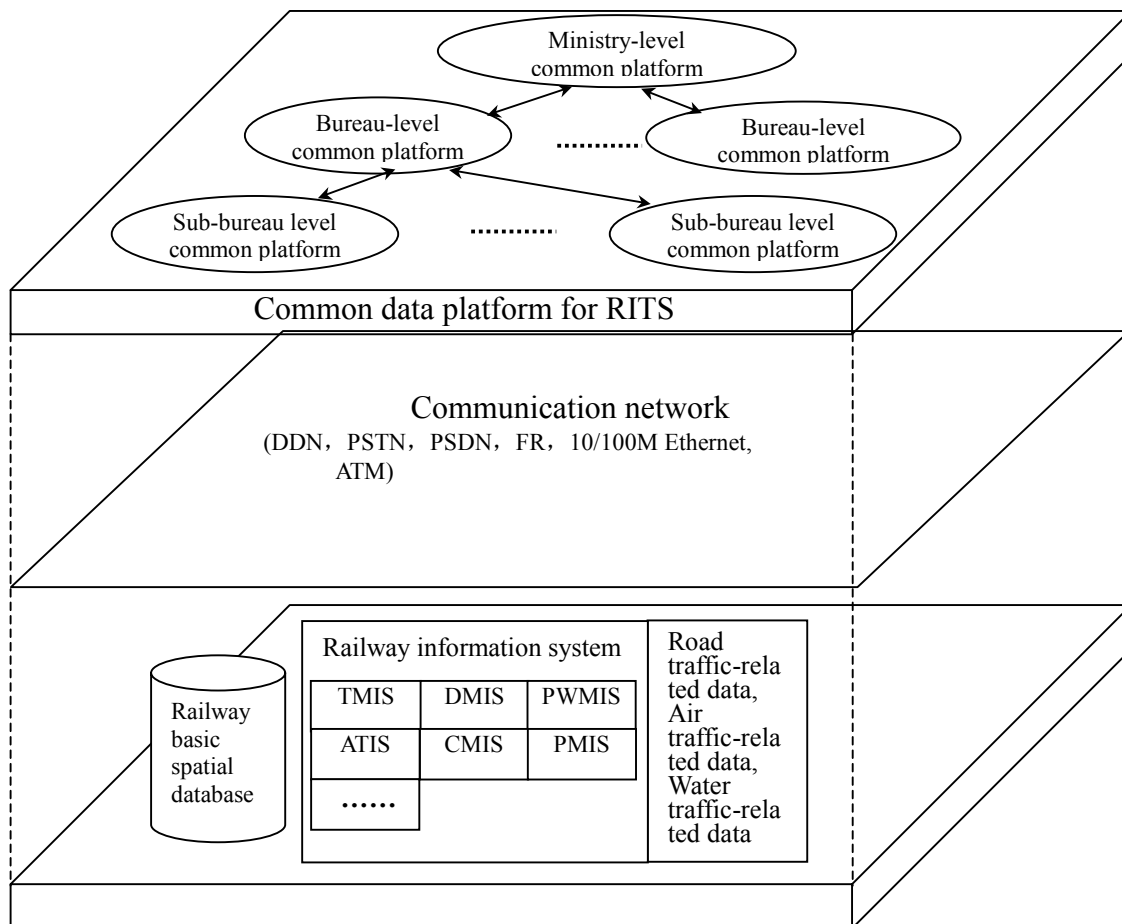 Ministry-level
common platform
Bureau-level
common platform
...........
Bureau-level
common platform
Sub-bureau level
common platform
...........
Sub-bureau level
common platform
Common data platform for RITS
Communication network
(DDN，PSTN，PSDN，FR，10/100M Ethernet,
ATM)
Railway
basic
spatial
database
Railway information system
TMIS DMIS PWMIS
ATIS CMIS PMIS
……
Road
traffic-rela
ted data,
Air
traffic-rela
ted data,
Water
traffic-rela
ted data